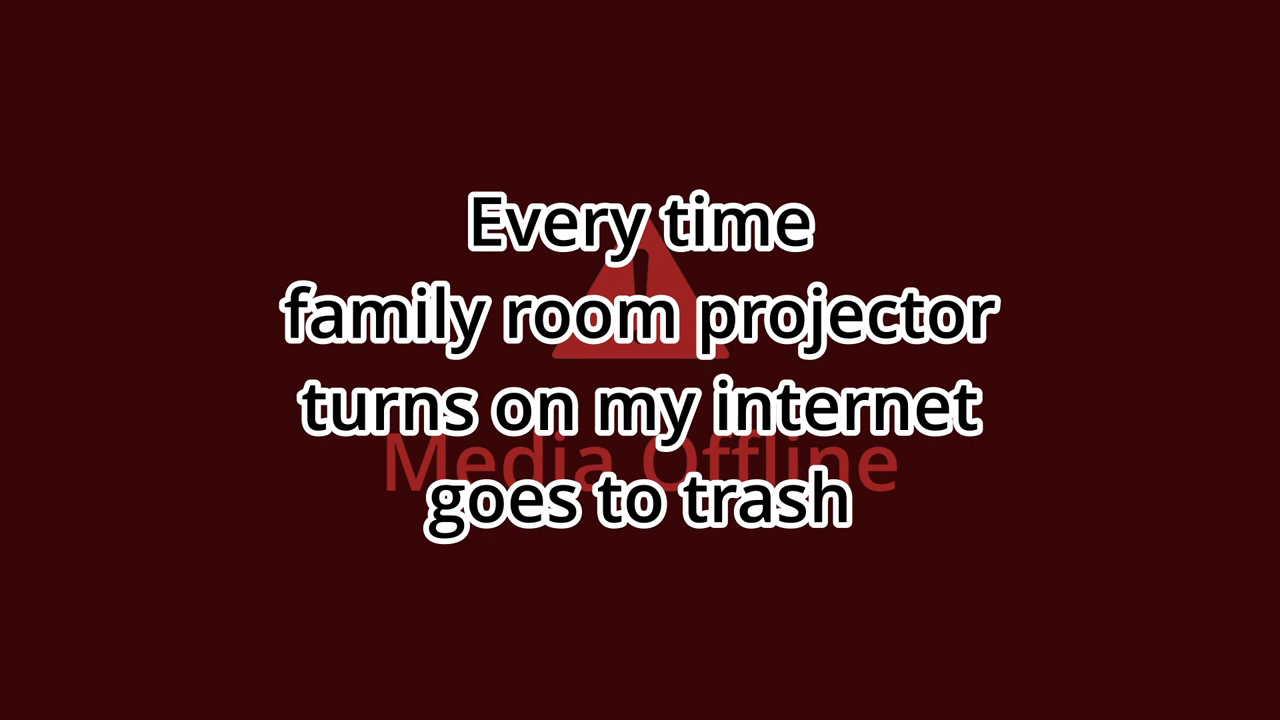 Every time
family room projector
turns on my internet
Media Offline
goes to trash